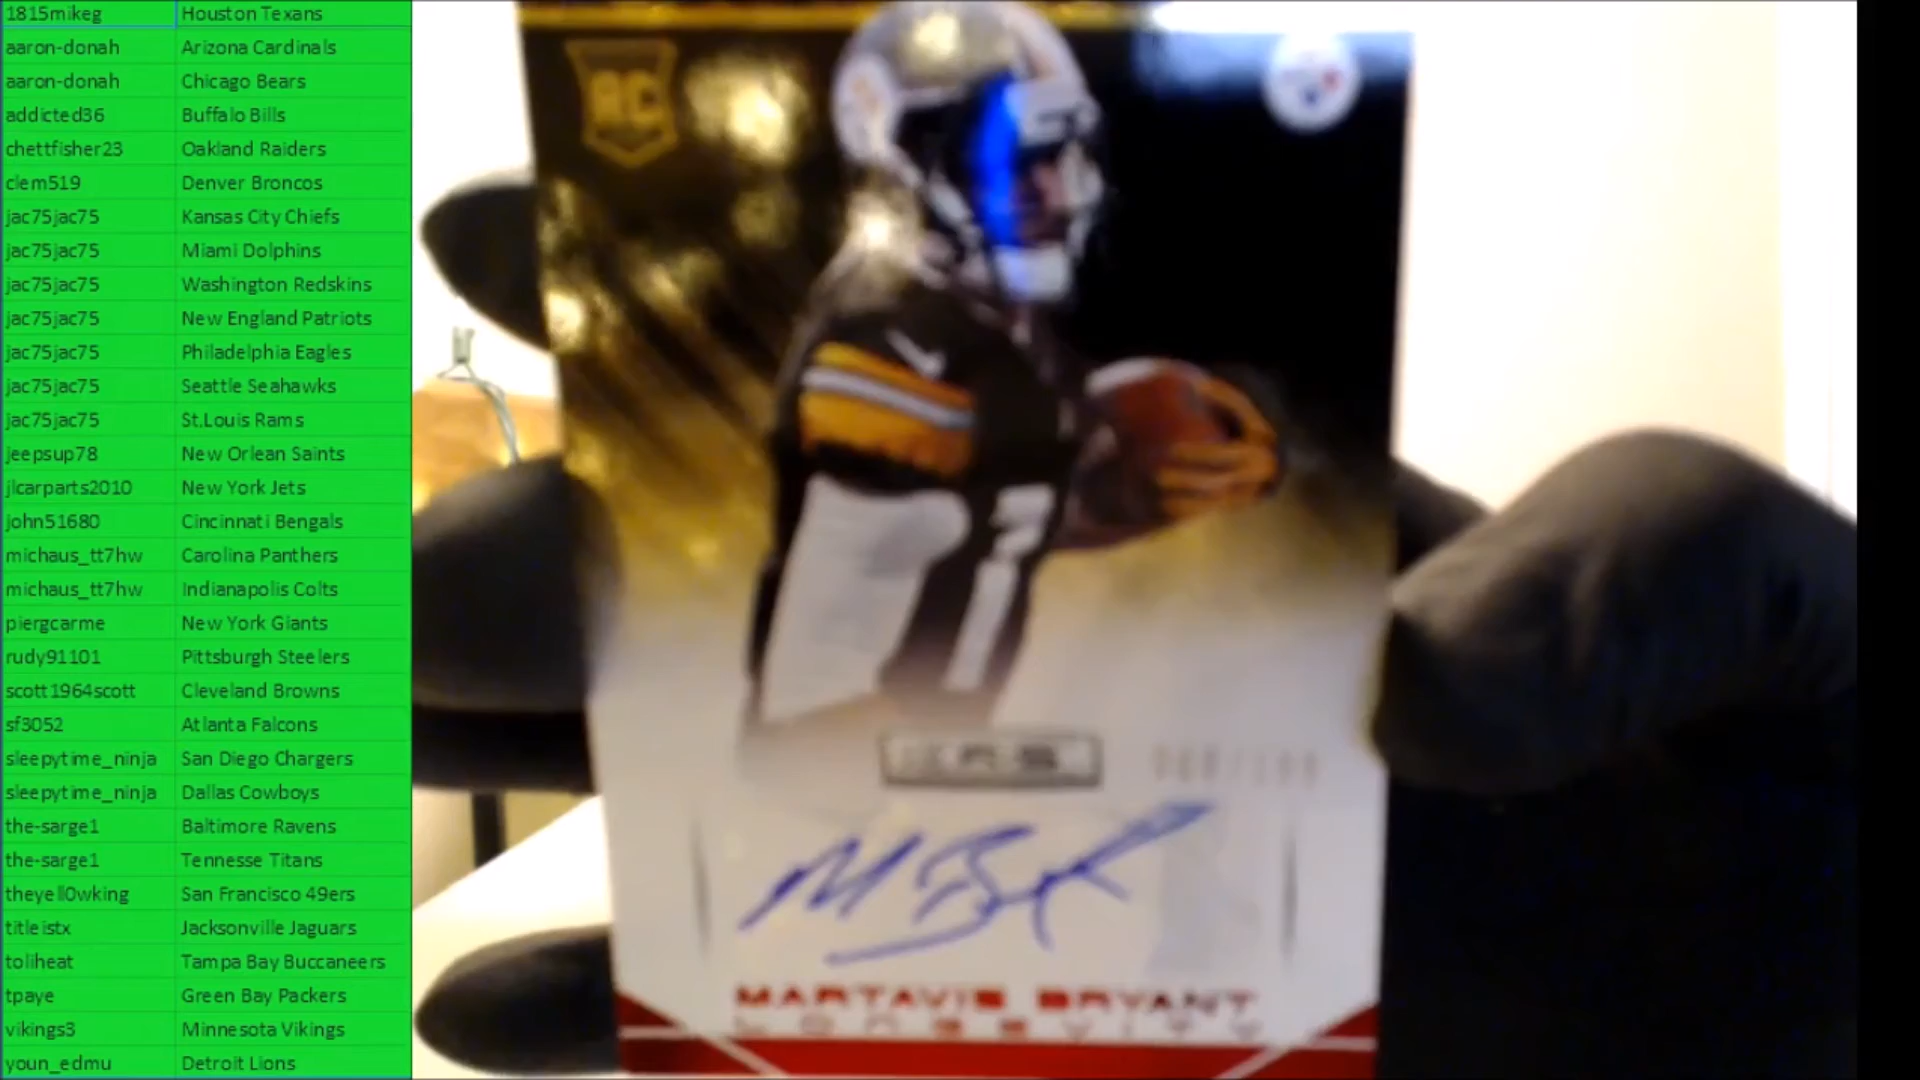 1815mikeg Houston Texans
aaron-donah Arizona Cardinals
aaron-donah Chicago Bears
addicted36 Buffalo Bills
chettfisher23 Oakland Raiders
clem519 Denver Broncos
jac75jac75 Kansas City Chiefs
jac75jac75 Miami Dolphins
jac75jac75 Washington Redskins
jac75jac75 New England Patriots
jac75jac75 Philadelphia Eagles
jac75jac75 Seattle Seahawks
jac75jac75 St.Louis Rams
jeepsup78 New Orlean Saints
jlcarparts2010 New York Jets
john51680 Cincinnati Bengals
michaus_tt7hw Carolina Panthers
michaus_tt7hw Indianapolis Colts
piergcarme New York Giants
rudy91101 Pittsburgh Steelers
scott1964scott Cleveland Browns
sf3052 Atlanta Falcons
sleepytime_ninja San Diego Chargers
sleepytime_ninja Dallas Cowboys
the-sarge1 Baltimore Ravens
the-sarge1 Tennesse Titans
theyell0wking San Francisco 49ers
titleistx Jacksonville Jaguars
toliheat Tampa Bay Buccaneers
tpaye Green Bay Packers
vikings3 Minnesota Vikings
youn_edmu Detroit Lions
RC
MARTAVIS BRYANT
LONGEVITY